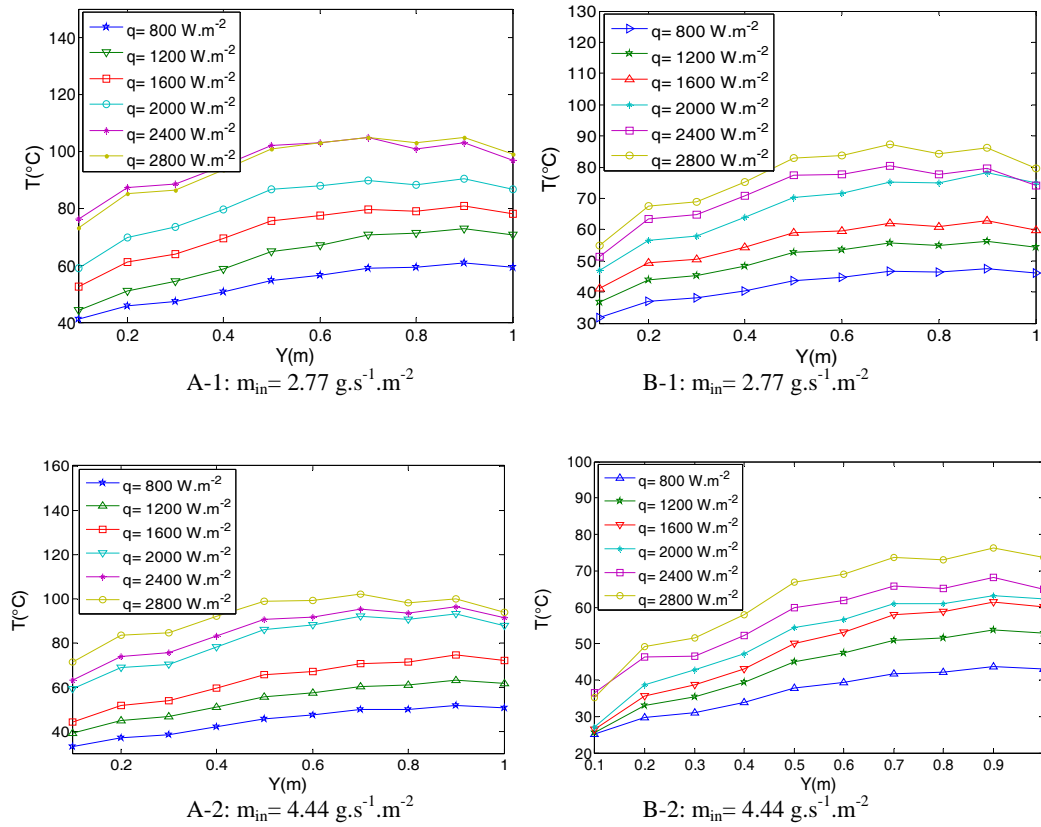 140
120
100
80
60
40
T(°C)
q= 800 W.m-2
q= 1200 W.m-2
q= 1600 W.m-2
q= 2000 W.m-2
q= 2400 W.m-2
q= 2800 W.m-2
0.2
0.4
0.6
0.8
1
Y(m)
A-1: min= 2.77 g.s-1.m-2
130
120
110
100
90
80
70
60
50
40
30
T(°C)
q= 800 W.m-2
q= 1200 W.m-2
q= 1600 W.m-2
q= 2000 W.m-2
q= 2400 W.m-2
q= 2800 W.m-2
0.2
0.4
0.6
0.8
1
Y(m)
B-1: min= 2.77 g.s-1.m-2
160
140
120
100
80
60
40
T(°C)
q= 800 W.m-2
q= 1200 W.m-2
q= 1600 W.m-2
q= 2000 W.m-2
q= 2400 W.m-2
q= 2800 W.m-2
0.2
0.4
0.6
0.8
1
Y(m)
A-2: min= 4.44 g.s-1.m-2
100
90
80
70
60
50
40
30
20
T(°C)
q= 800 W.m-2
q= 1200 W.m-2
q= 1600 W.m-2
q= 2000 W.m-2
q= 2400 W.m-2
q= 2800 W.m-2
0.1
0.2
0.3
0.4
0.5
0.6
0.7
0.8
0.9
Y(m)
B-2: min= 4.44 g.s-1.m-2